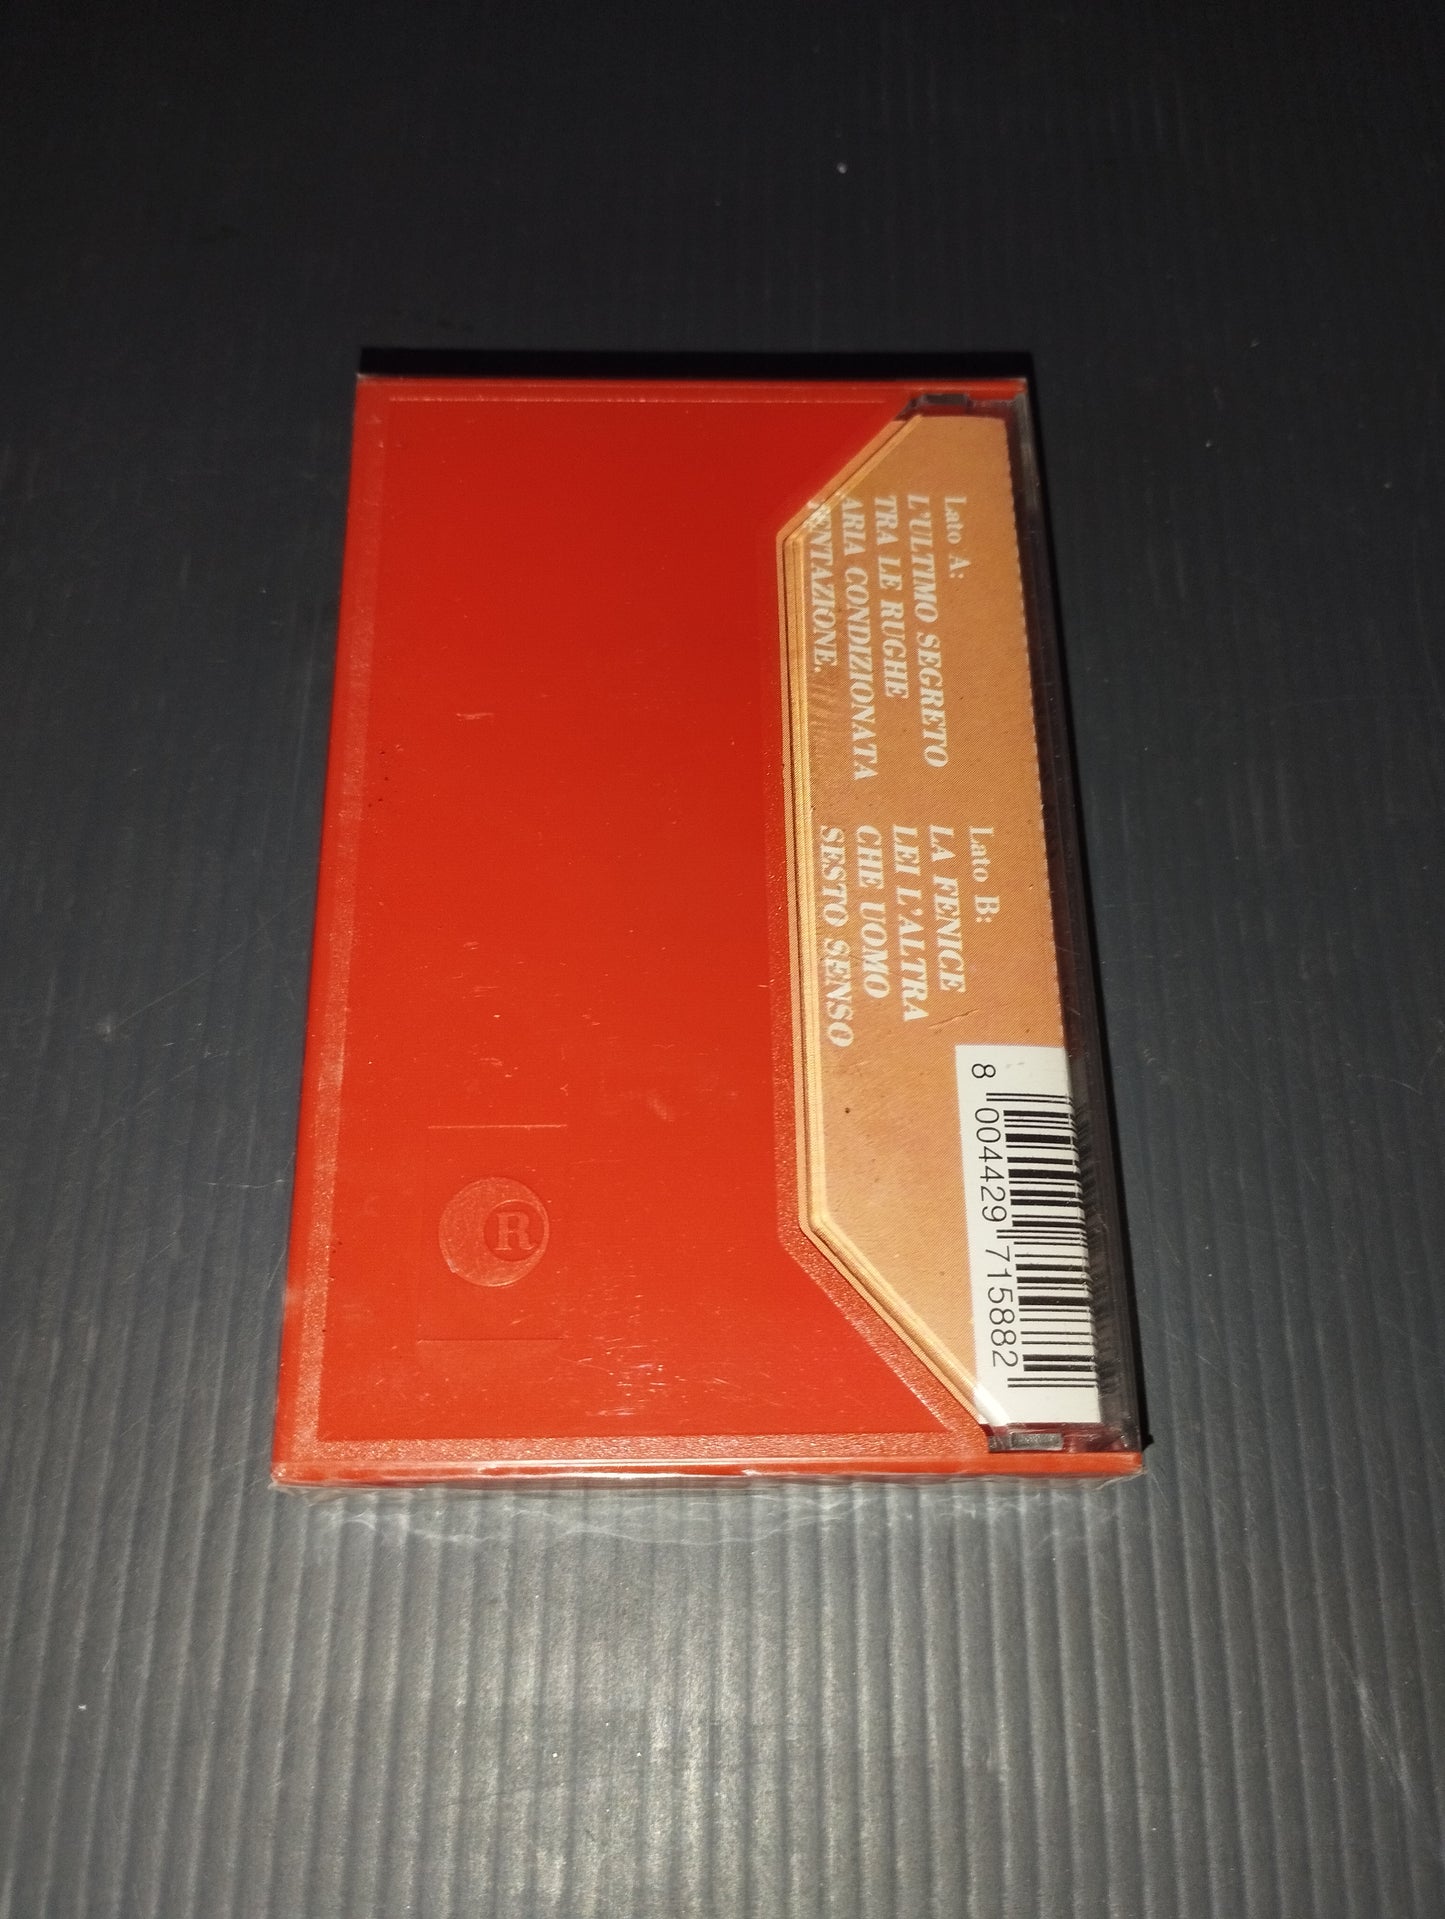 Lato A:
L'ULTIMO SEGRETO
TRA LE RUGHE
ARIA CONDIZIONATA
TENTAZIONE.
Lato B:
LA FENICE
LEI L'ALTRA
CHE UOMO
SESTO SENSO
8 004429 715882
R